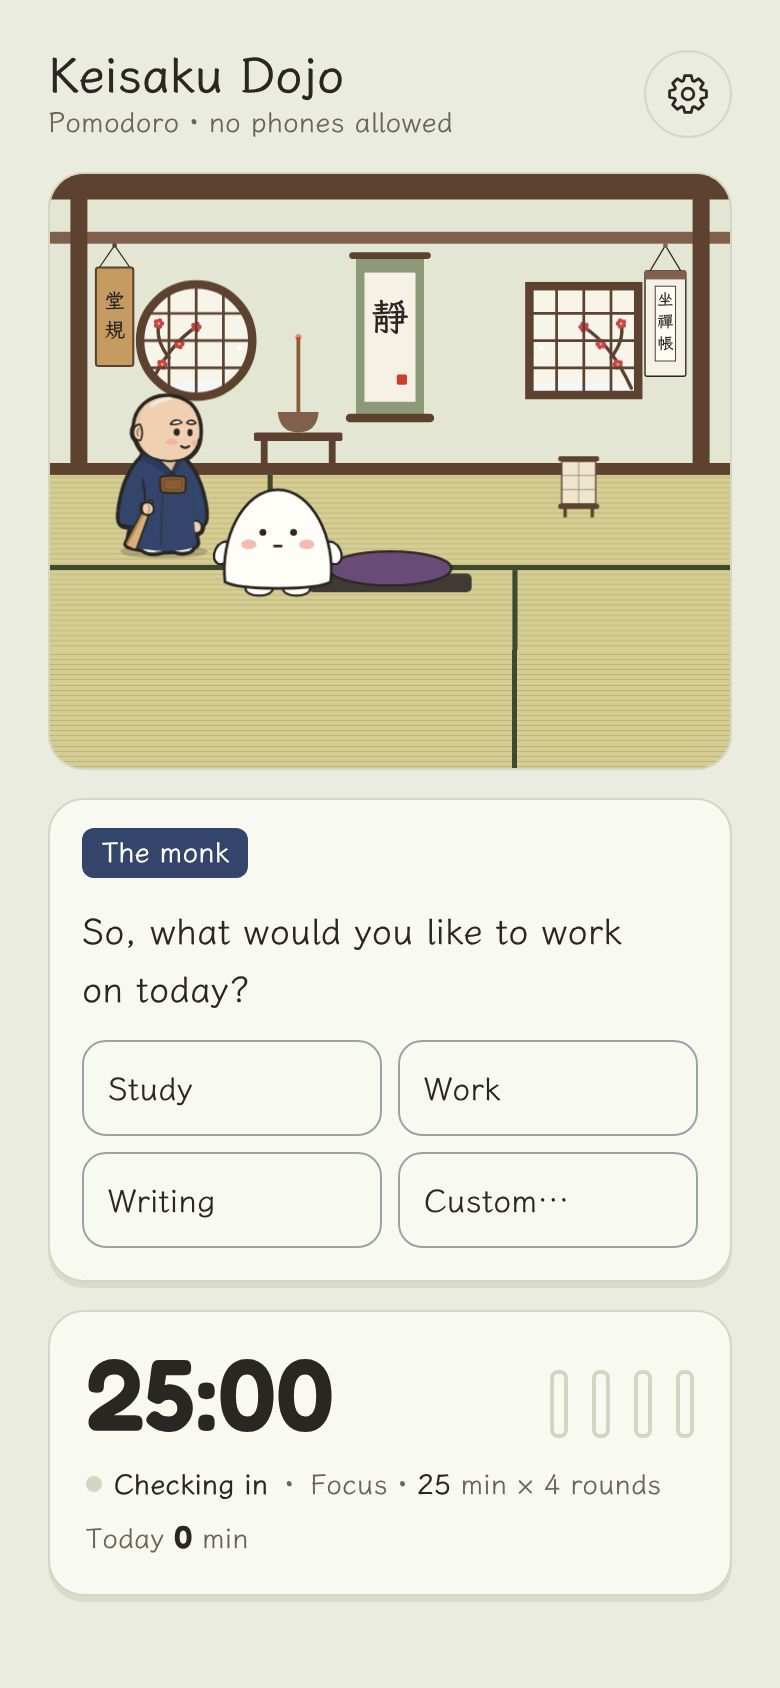 Keisaku Dojo
Pomodoro • no phones allowed
堂規
靜
坐禪帳
The monk
So, what would you like to work
on today?
Study
Work
Writing
Custom···
25:00
Checking in • Focus • 25 min × 4 rounds
Today 0 min